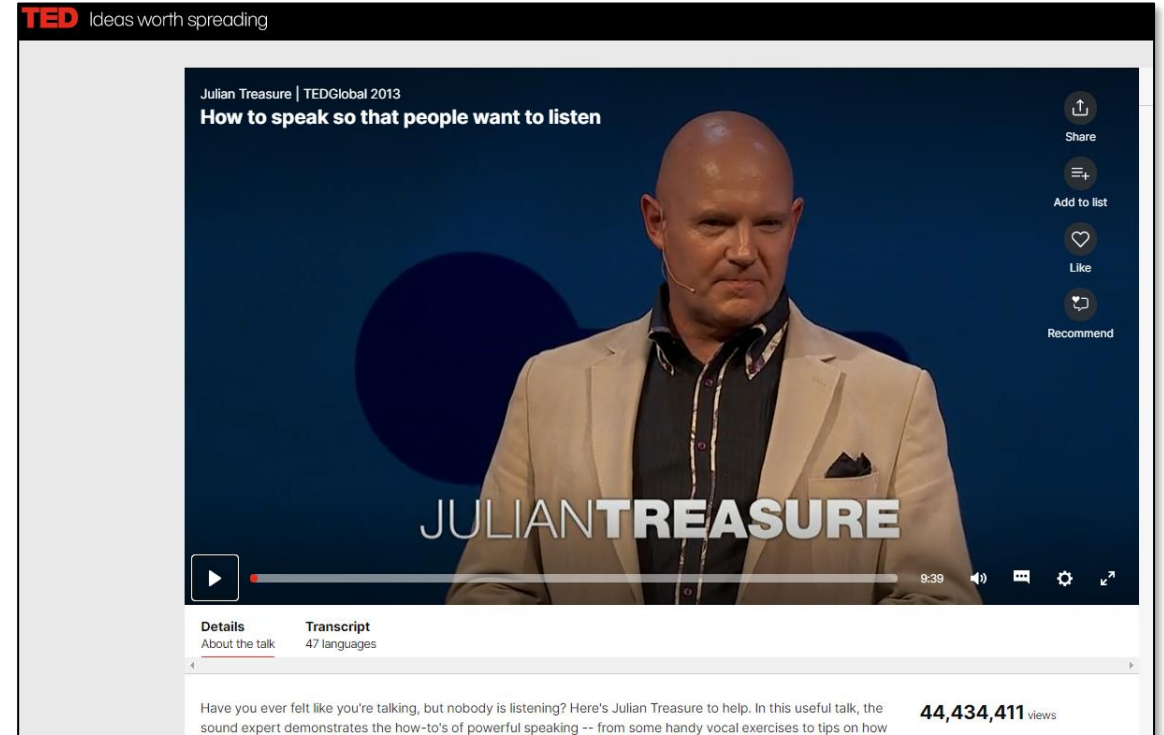 TED Ideas worth spreading
Julian Treasure | TEDGlobal 2013
How to speak so that people want to listen
Share
Add to list
Like
Recommend
JULIANTREASURE
9:39
Details
About the talk
Transcript
47 languages
Have you ever felt like you're talking, but nobody is listening? Here's Julian Treasure to help. In this useful talk, the
sound expert demonstrates the how-to's of powerful speaking -- from some handy vocal exercises to tips on how
44,434,411 views